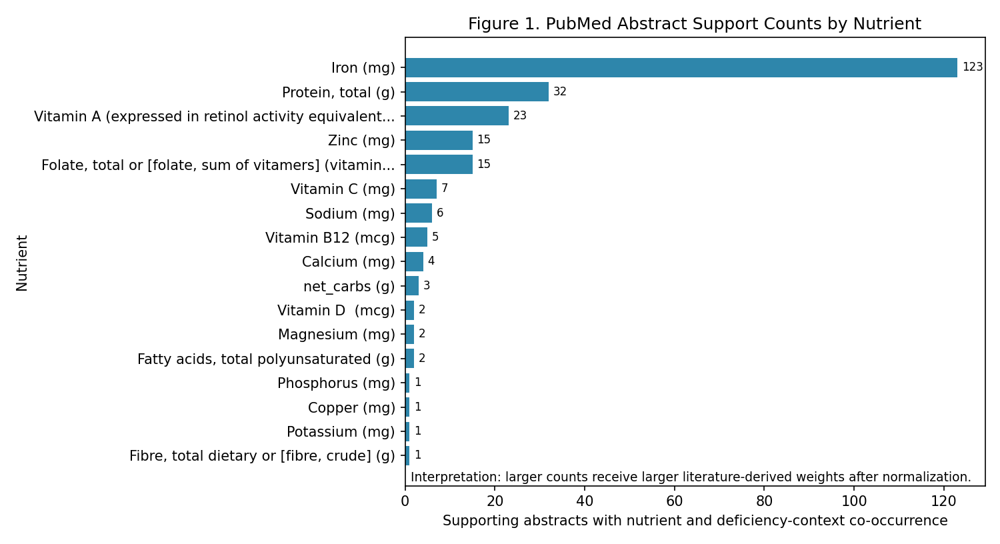 Figure 1. PubMed Abstract Support Counts by Nutrient
Nutrient
Iron (mg) 123
Protein, total (g) 32
Vitamin A (expressed in retinol activity equivalent... 23
Zinc (mg) 15
Folate, total or [folate, sum of vitamers] (vitamin... 15
Vitamin C (mg) 7
Sodium (mg) 6
Vitamin B12 (mcg) 5
Calcium (mg) 4
net_carbs (g) 3
Vitamin D  (mcg) 2
Magnesium (mg) 2
Fatty acids, total polyunsaturated (g) 2
Phosphorus (mg) 1
Copper (mg) 1
Potassium (mg) 1
Fibre, total dietary or [fibre, crude] (g) 1
Interpretation: larger counts receive larger literature-derived weights after normalization.
0 20 40 60 80 100 120
Supporting abstracts with nutrient and deficiency-context co-occurrence